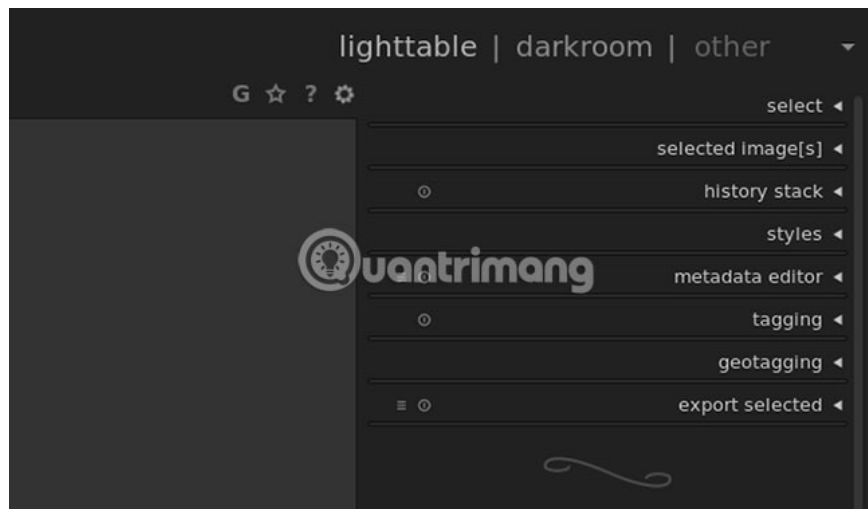 lighttable | darkroom | other
G ☆ ? ⚙
select
selected image[s]
history stack
styles
Quantrimang
metadata editor
tagging
geotagging
export selected